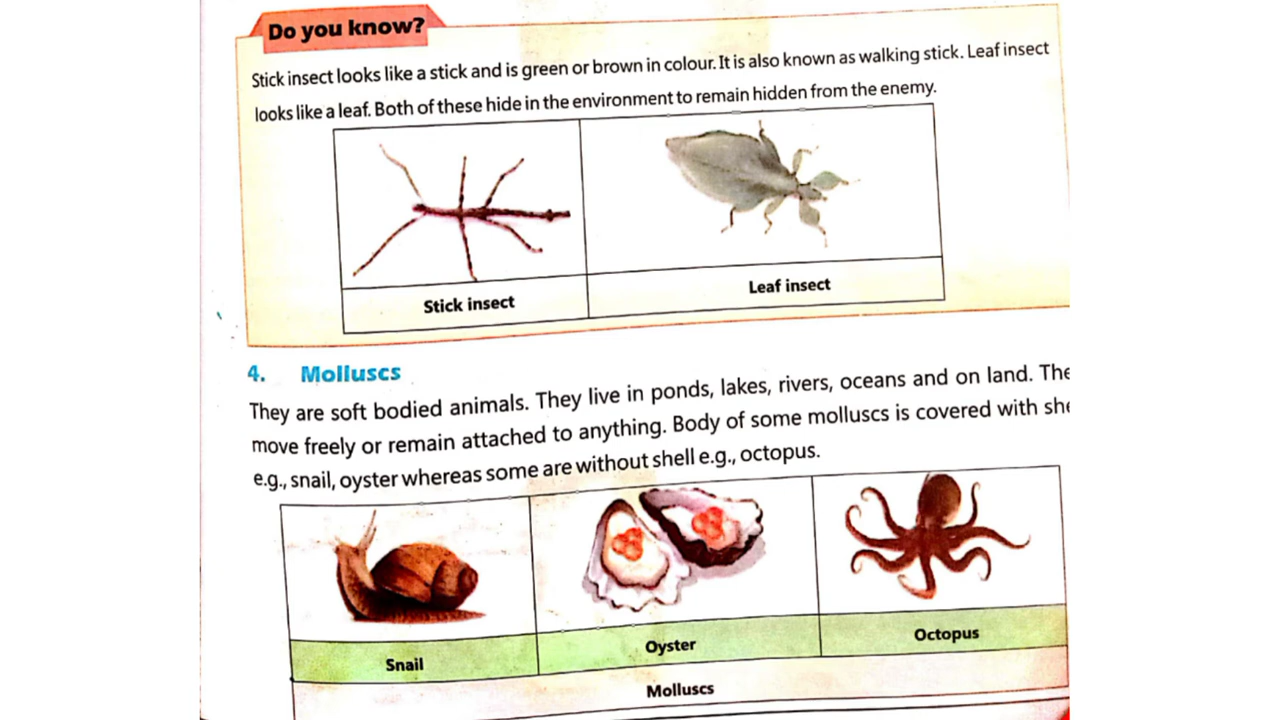 Do you know?
Stick insect looks like a stick and is green or brown in colour. It is also known as walking stick. Leaf insect
looks like a leaf. Both of these hide in the environment to remain hidden from the enemy.
Stick insect
Leaf insect
4. Molluscs
They are soft bodied animals. They live in ponds, lakes, rivers, oceans and on land. The
move freely or remain attached to anything. Body of some molluscs is covered with she
e.g., snail, oyster whereas some are without shell e.g., octopus.
Snail
Oyster
Octopus
Molluscs